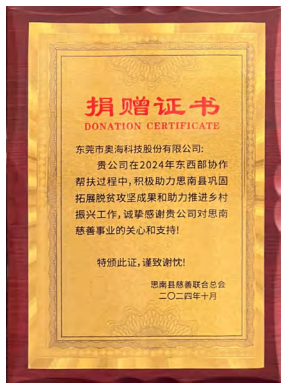 捐赠证书
DONATION CERTIFICATE
东莞市奥海科技股份有限公司:
贵公司在2024年东西部协作
帮扶过程中，积极助力思南县巩固
拓展脱贫攻坚成果和助力推进乡村
振兴工作，诚挚感谢贵公司对思南
慈善事业的关心和支持!
特颁此证，谨致谢忱!
思南县慈善联合总会
二〇二四年十月